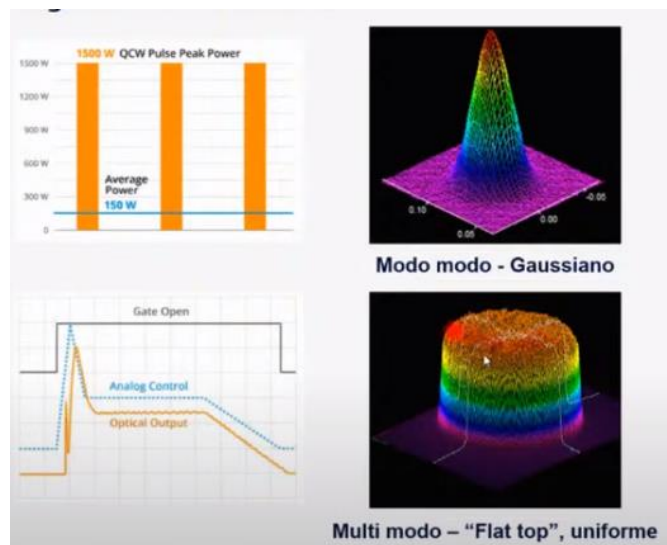 1500 W QCW Pulse Peak Power
1500 W
1200 W
900 W
600 W
300 W
0
Average
Power
150 W
0.10
0.05
0.00
-0.05
Modo modo - Gaussiano
Gate Open
Analog Control
Optical Output
Multi modo – “Flat top”, uniforme